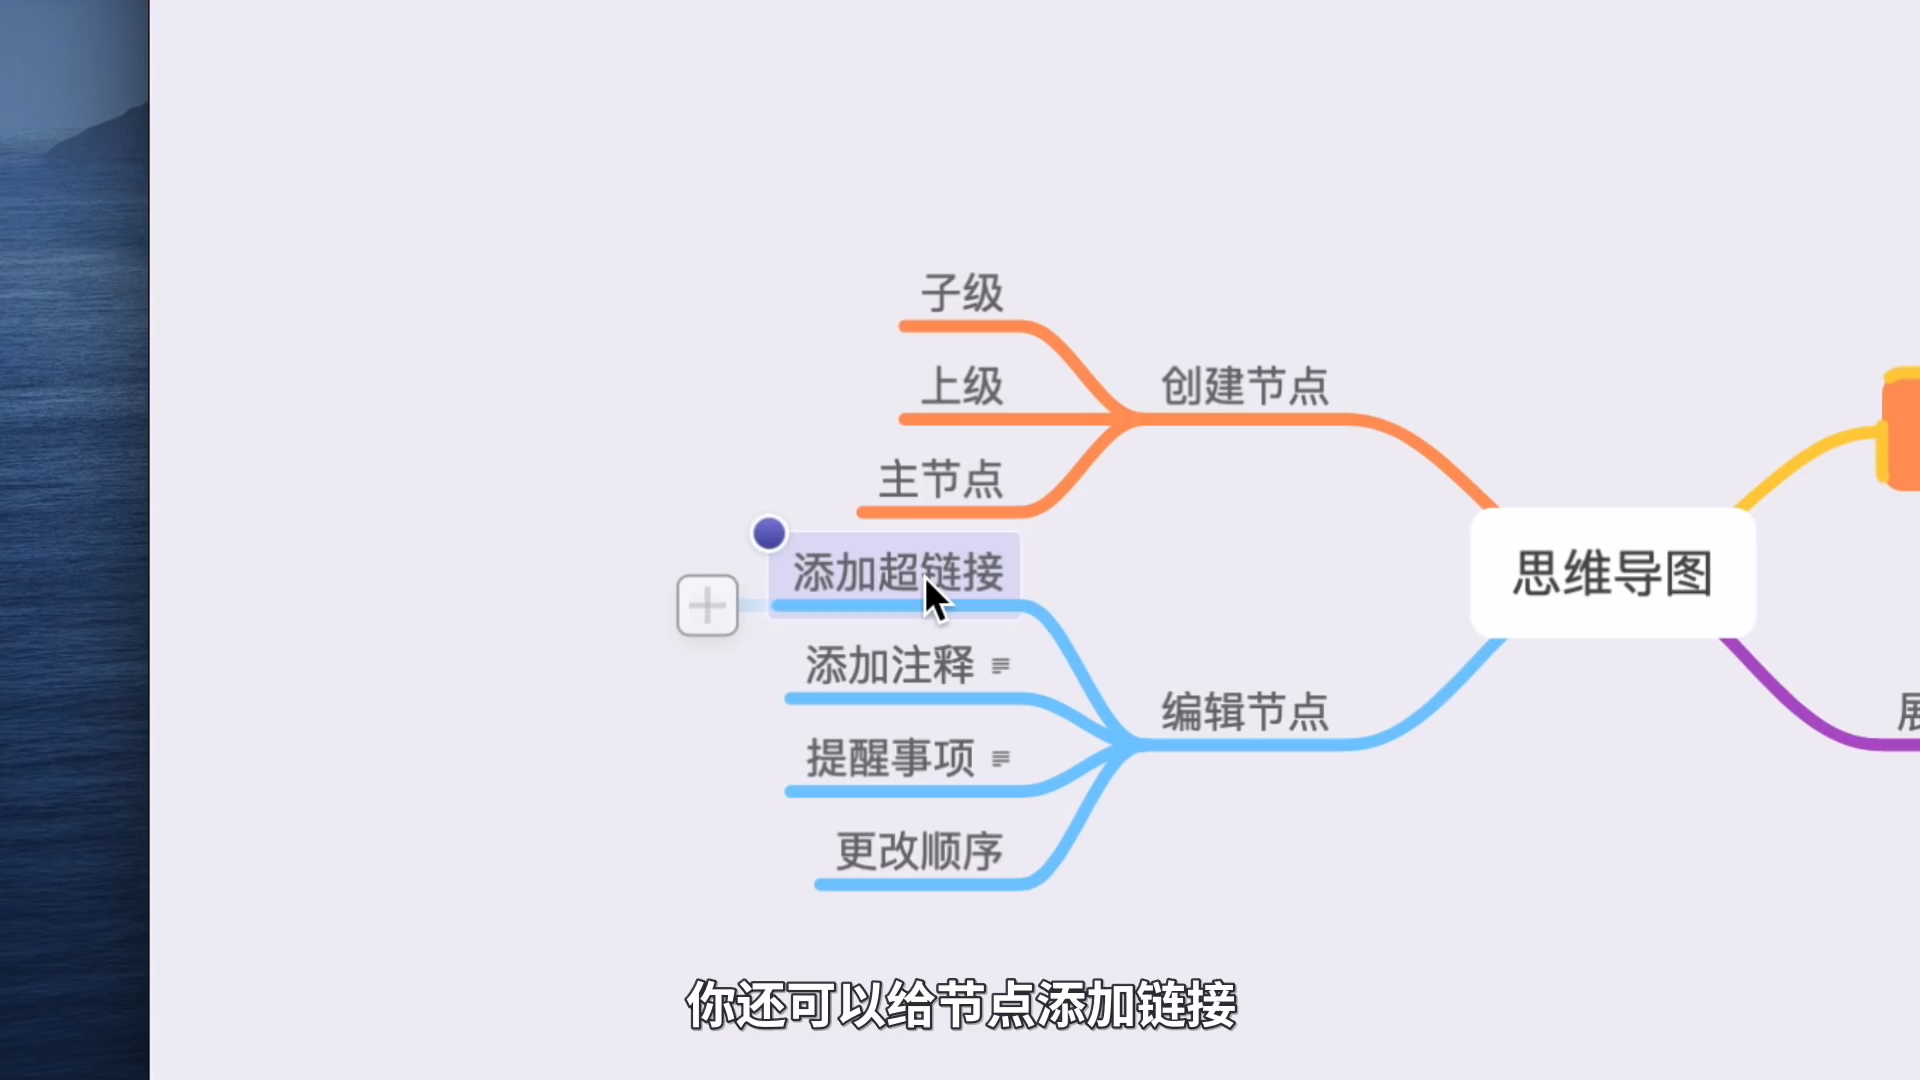 子级
上级
创建节点
主节点
添加超链接
思维导图
添加注释
编辑节点
展
提醒事项
更改顺序
你还可以给节点添加链接